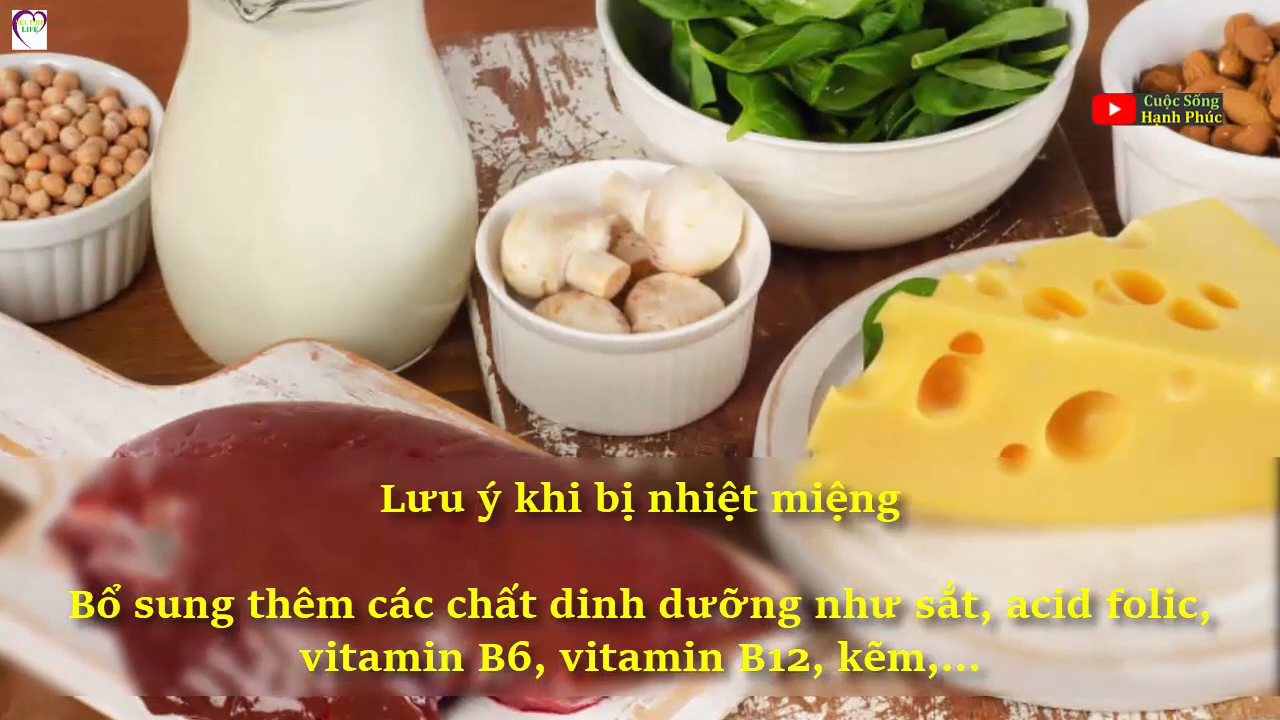 LIFE
Cuộc Sống
Hạnh Phúc
Lưu ý khi bị nhiệt miệng
Bổ sung thêm các chất dinh dưỡng như sắt, acid folic,
vitamin B6, vitamin B12, kẽm,...